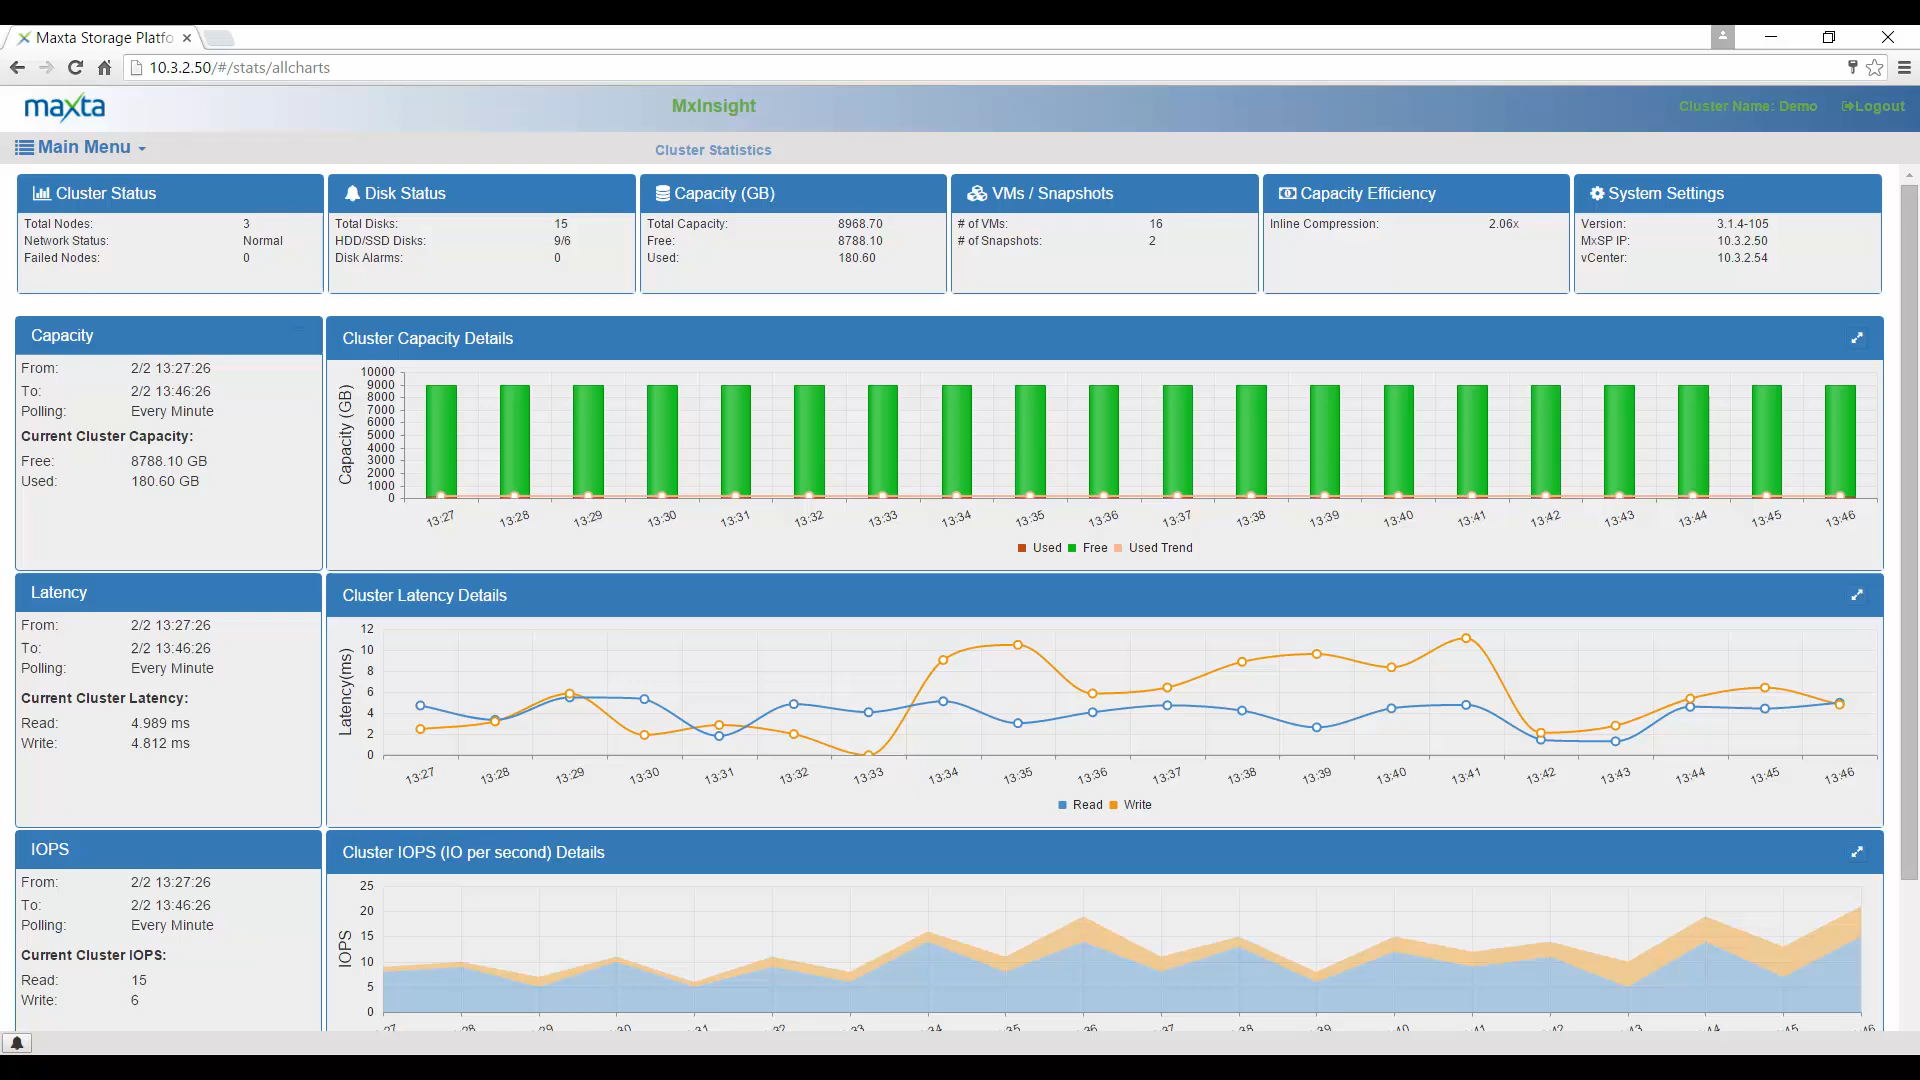 Maxta Storage Platfo
10.3.2.50/#/stats/allcharts
maxta
MxInsight
Cluster Name: Demo
Logout
Main Menu
Cluster Statistics
Cluster Status
Total Nodes: 3
Network Status: Normal
Failed Nodes: 0
Disk Status
Total Disks: 15
HDD/SSD Disks: 9/6
Disk Alarms: 0
Capacity (GB)
Total Capacity: 8968.70
Free: 8788.10
Used: 180.60
VMs / Snapshots
# of VMs: 16
# of Snapshots: 2
Capacity Efficiency
Inline Compression: 2.06x
System Settings
Version: 3.1.4-105
MxSP IP: 10.3.2.50
vCenter: 10.3.2.54
Capacity
From: 2/2 13:27:26
To: 2/2 13:46:26
Polling: Every Minute
Current Cluster Capacity:
Free: 8788.10 GB
Used: 180.60 GB
Cluster Capacity Details
Capacity (GB)
10000
9000
8000
7000
6000
5000
4000
3000
2000
1000
0
13:27 13:28 13:29 13:30 13:31 13:32 13:33 13:34 13:35 13:36 13:37 13:38 13:39 13:40 13:41 13:42 13:43 13:44 13:45 13:46
Used Free Used Trend
Latency
From: 2/2 13:27:26
To: 2/2 13:46:26
Polling: Every Minute
Current Cluster Latency:
Read: 4.989 ms
Write: 4.812 ms
Cluster Latency Details
Latency(ms)
12
10
8
6
4
2
0
13:27 13:28 13:29 13:30 13:31 13:32 13:33 13:34 13:35 13:36 13:37 13:38 13:39 13:40 13:41 13:42 13:43 13:44 13:45 13:46
Read Write
IOPS
From: 2/2 13:27:26
To: 2/2 13:46:26
Polling: Every Minute
Current Cluster IOPS:
Read: 15
Write: 6
Cluster IOPS (IO per second) Details
IOPS
25
20
15
10
5
0